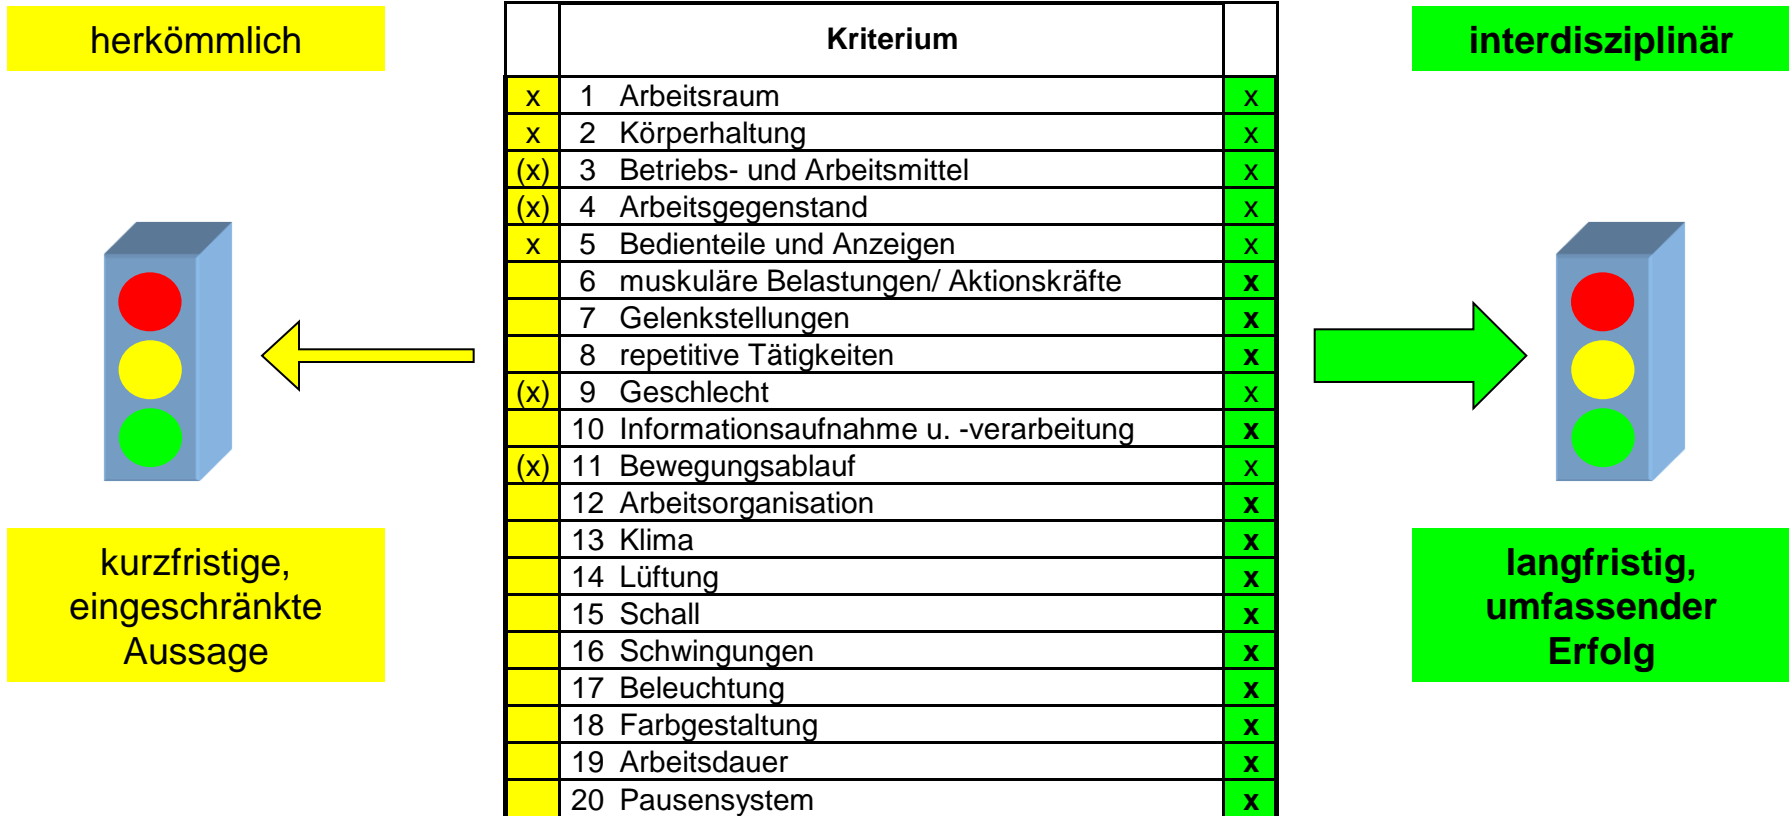 herkömmlich
Kriterium
interdisziplinär
x 1 Arbeitsraum x
x 2 Körperhaltung x
(x) 3 Betriebs- und Arbeitsmittel x
(x) 4 Arbeitsgegenstand x
x 5 Bedienteile und Anzeigen x
6 muskuläre Belastungen/ Aktionskräfte x
7 Gelenkstellungen x
8 repetitive Tätigkeiten x
(x) 9 Geschlecht x
10 Informationsaufnahme u. -verarbeitung x
(x) 11 Bewegungsablauf x
12 Arbeitsorganisation x
13 Klima x
14 Lüftung x
15 Schall x
16 Schwingungen x
17 Beleuchtung x
18 Farbgestaltung x
19 Arbeitsdauer x
20 Pausensystem x
kurzfristige,
eingeschränkte
Aussage
langfristig,
umfassender
Erfolg